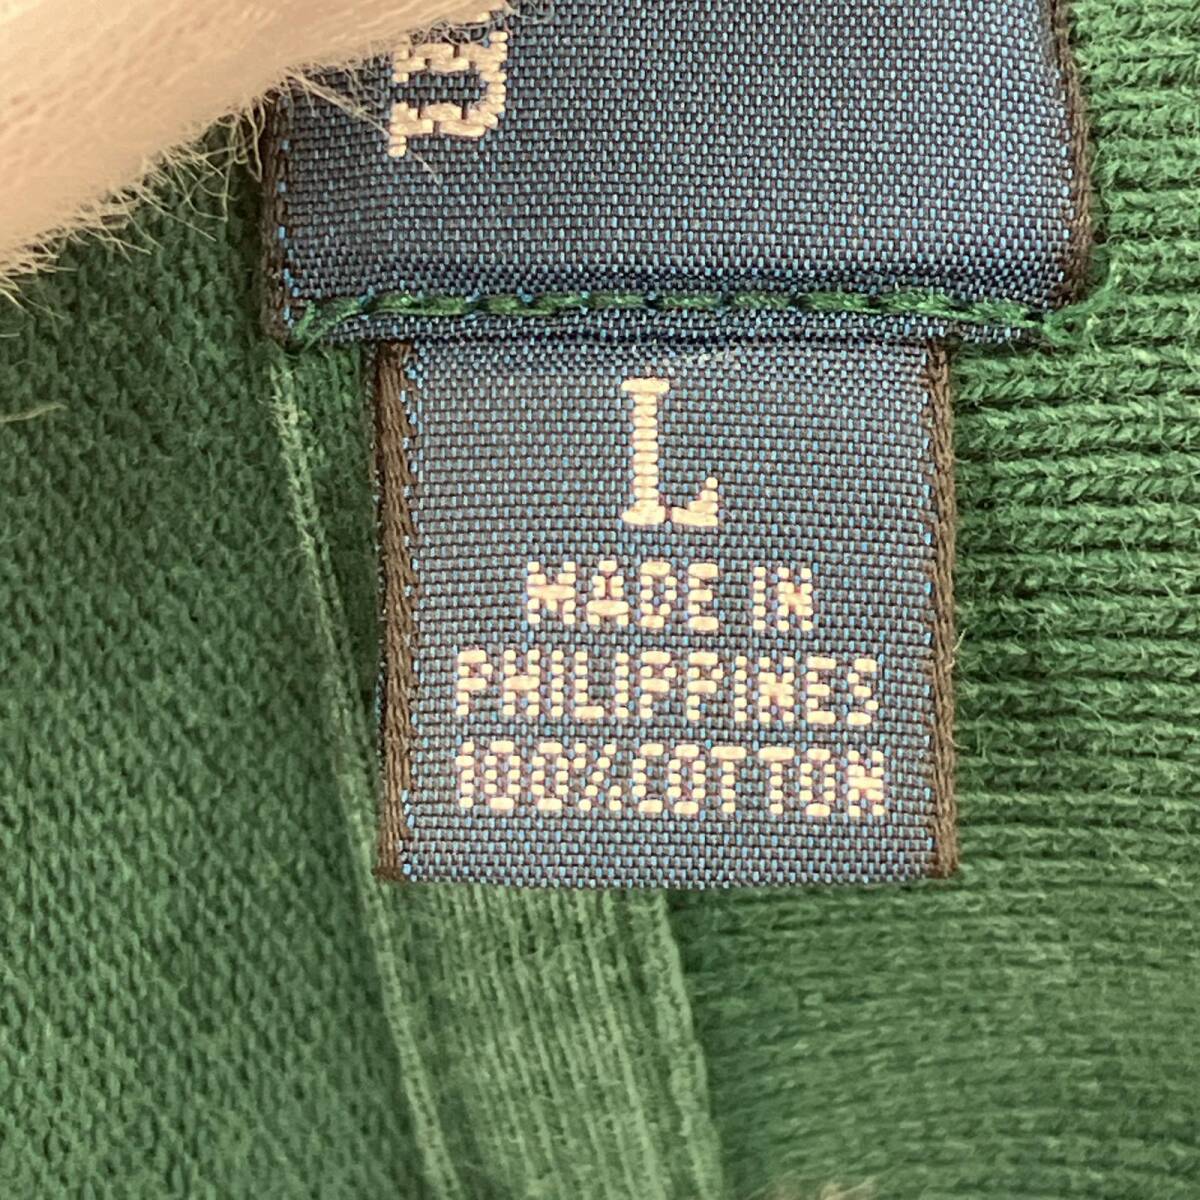 L
MADE IN
PHILIPPINES
100% COTTON